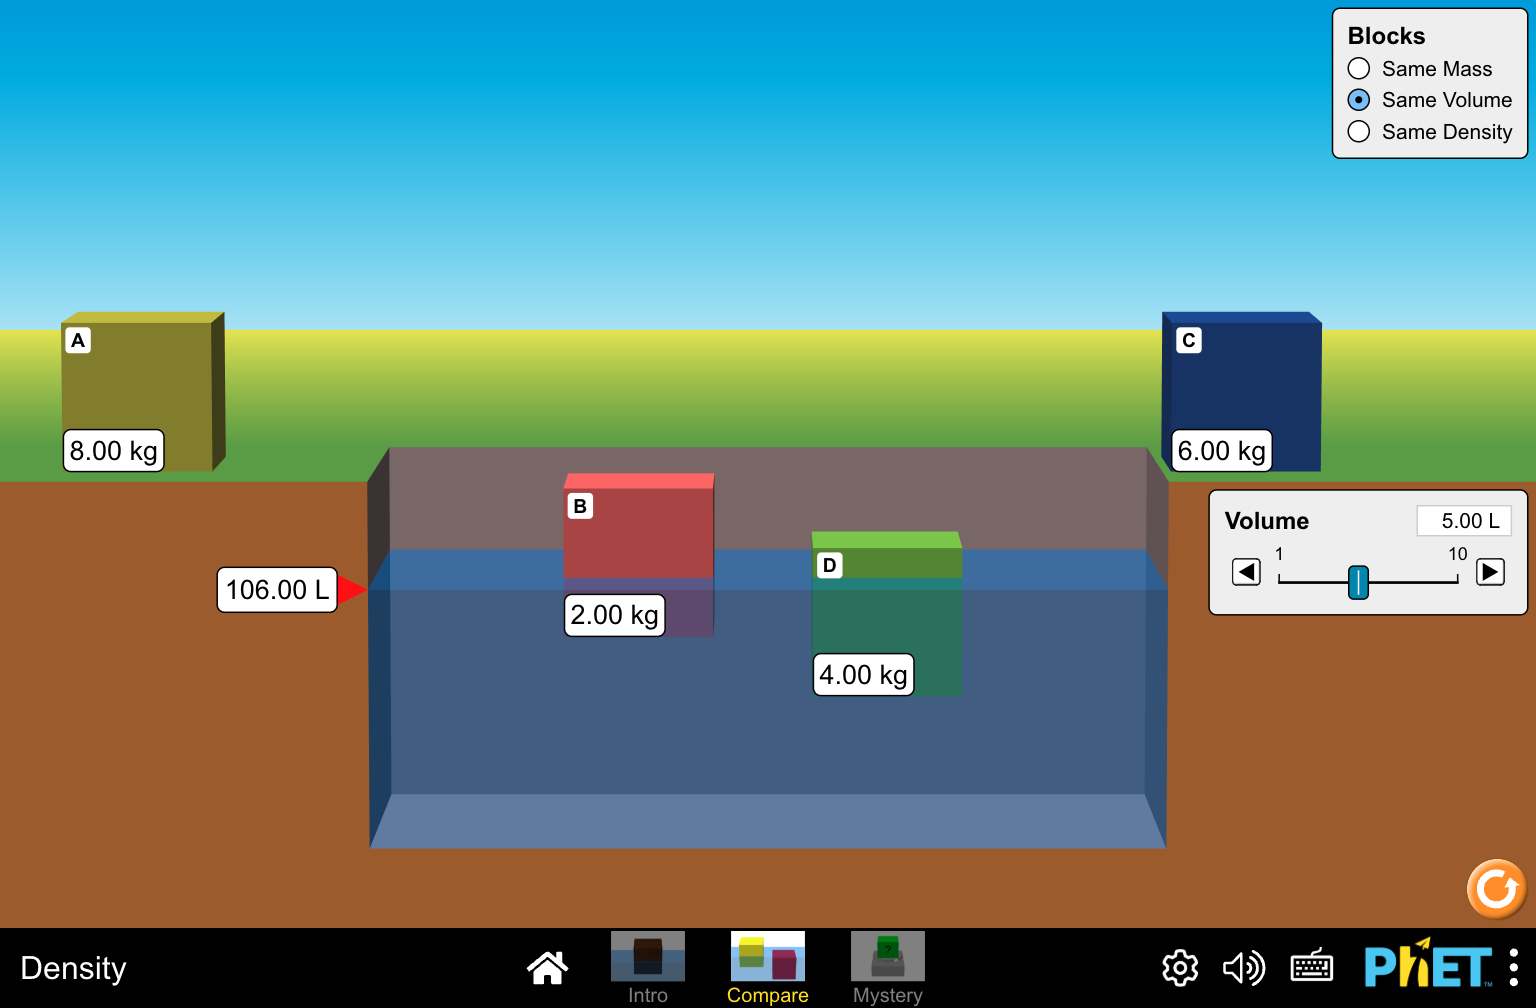 Blocks
Same Mass
Same Volume
Same Density
A
8.00 kg
C
6.00 kg
B
2.00 kg
D
4.00 kg
106.00 L
Volume
5.00 L
1
10
Density
Intro
Compare
?
Mystery
PhET™